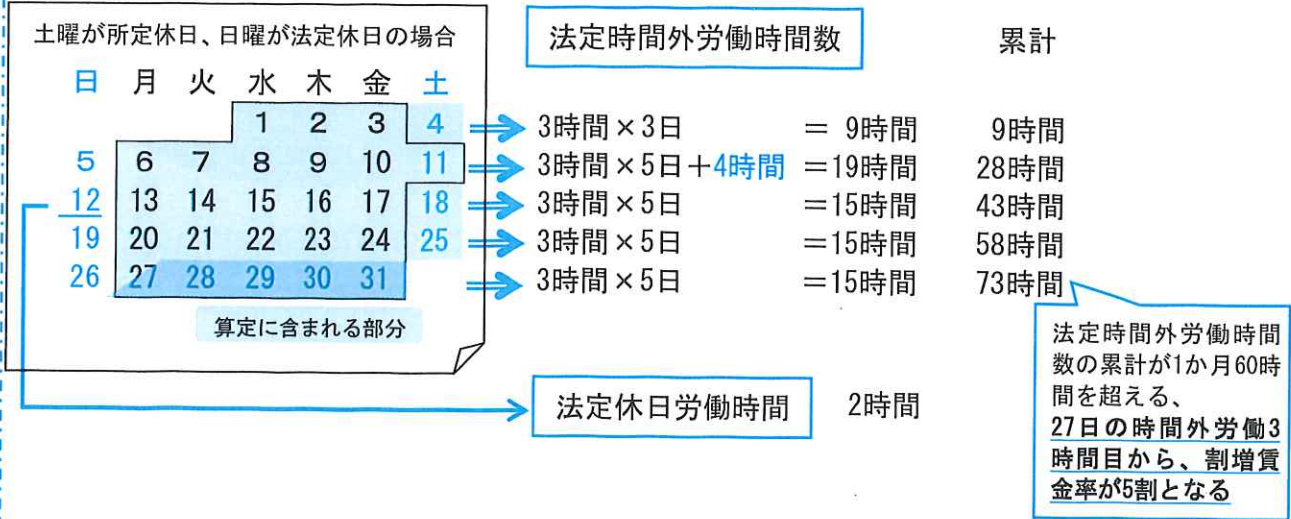 土曜が所定休日、日曜が法定休日の場合
日 月 火 水 木 金 土
1 2 3 4
5 6 7 8 9 10 11
12 13 14 15 16 17 18
19 20 21 22 23 24 25
26 27 28 29 30 31
算定に含まれる部分
法定時間外労働時間数 累計
3時間×3日 = 9時間 9時間
3時間×5日+4時間 =19時間 28時間
3時間×5日 =15時間 43時間
3時間×5日 =15時間 58時間
3時間×5日 =15時間 73時間
法定時間外労働時間
数の累計が1か月60時
間を超える、
27日の時間外労働3
時間目から、割増賃
金率が5割となる
法定休日労働時間 2時間